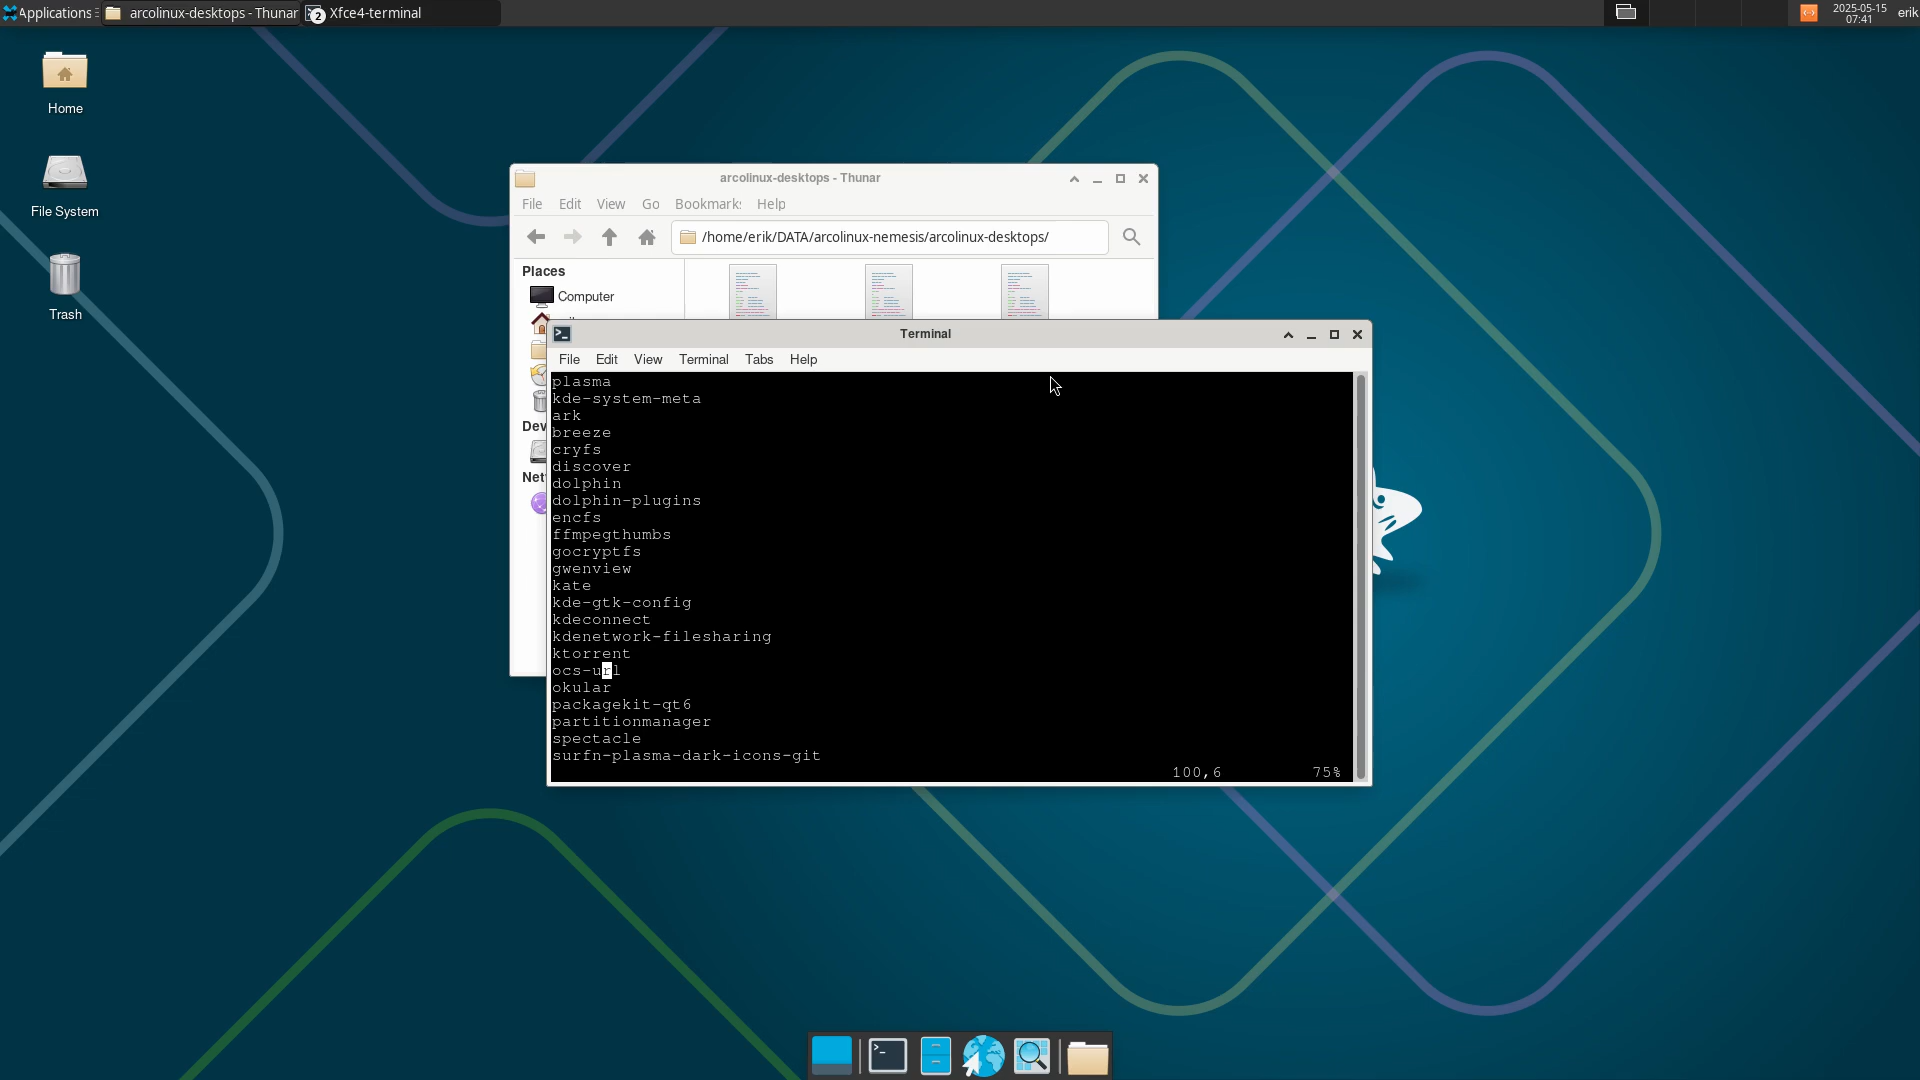 Applications
arcolinux-desktops - Thunar
2
Xfce4-terminal
2025-05-15
07:41
erik
Home
File System
Trash
arcolinux-desktops - Thunar
File Edit View Go Bookmarks Help
/home/erik/DATA/arcolinux-nemesis/arcolinux-desktops/
Places
Computer
Dev
Net
Terminal
File Edit View Terminal Tabs Help
plasma
kde-system-meta
ark
breeze
cryfs
discover
dolphin
dolphin-plugins
encfs
ffmpegthumbs
gocryptfs
gwenview
kate
kde-gtk-config
kdeconnect
kdenetwork-filesharing
ktorrent
ocs-url
okular
packagekit-qt6
partitionmanager
spectacle
surfn-plasma-dark-icons-git
100,6 75%